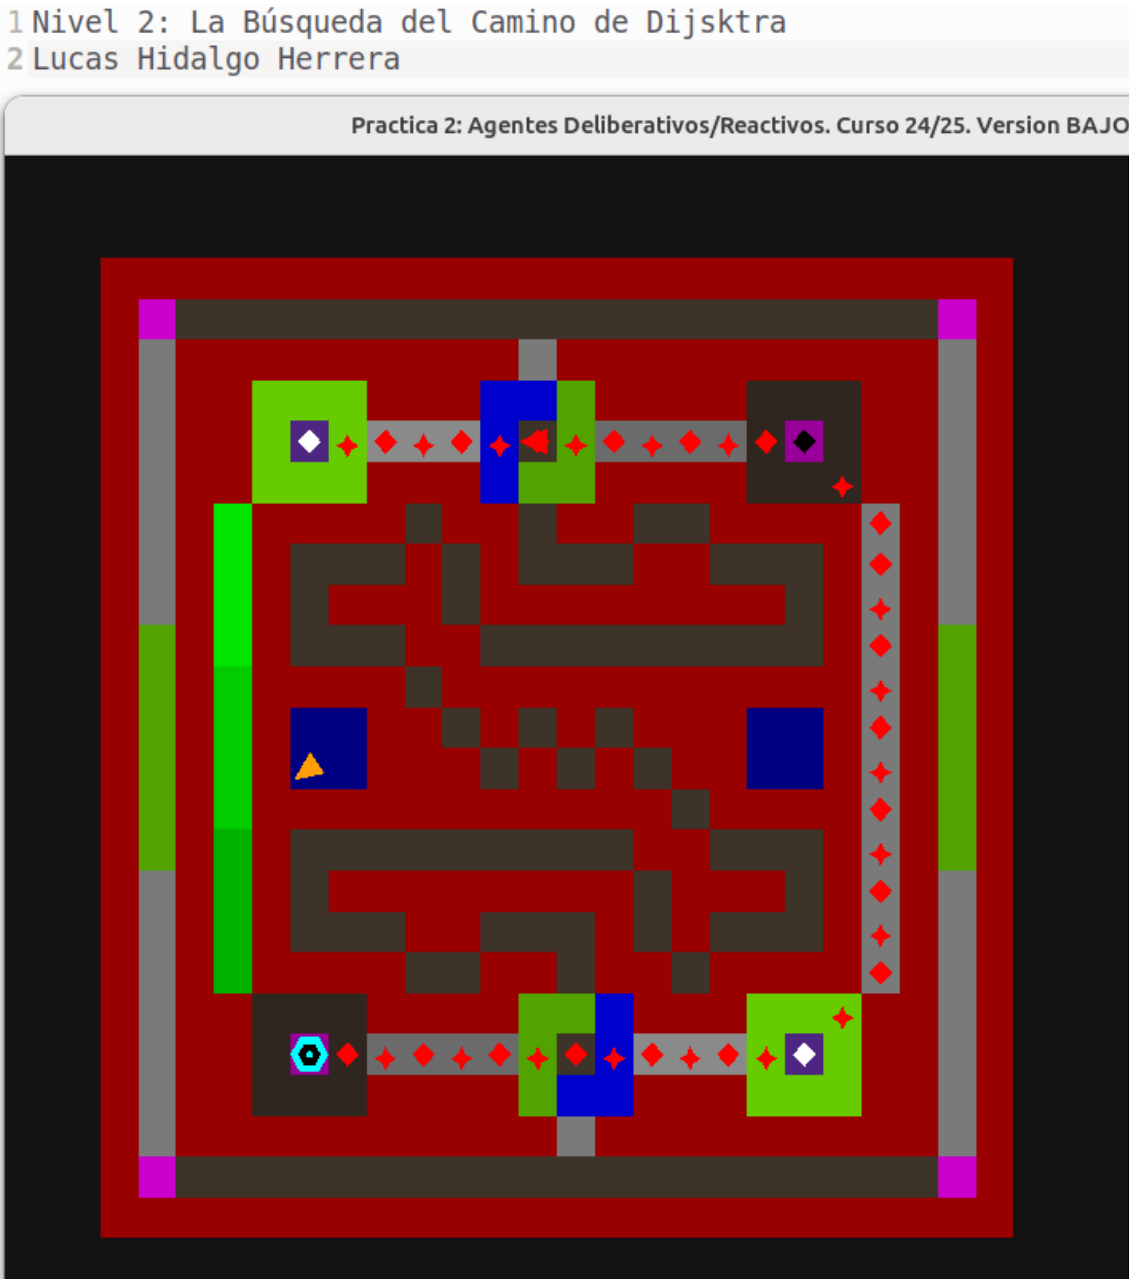 1 Nivel 2: La Búsqueda del Camino de Dijsktra
2 Lucas Hidalgo Herrera
Practica 2: Agentes Deliberativos/Reactivos. Curso 24/25. Version BAJO